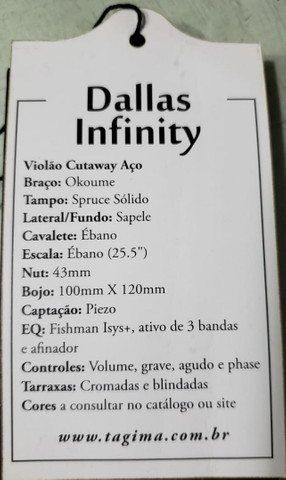 Dallas
Infinity
Violão Cutaway Aço
Braço: Okoume
Tampo: Spruce Sólido
Lateral/Fundo: Sapele
Cavalete: Ébano
Escala: Ébano (25.5")
Nut: 43mm
Bojo: 100mm X 120mm
Captação: Piezo
EQ: Fishman Isys+, ativo de 3 bandas
e afinador
Controles: Volume, grave, agudo e phase
Tarraxas: Cromadas e blindadas
Cores a consultar no catálogo ou site
www.tagima.com.br